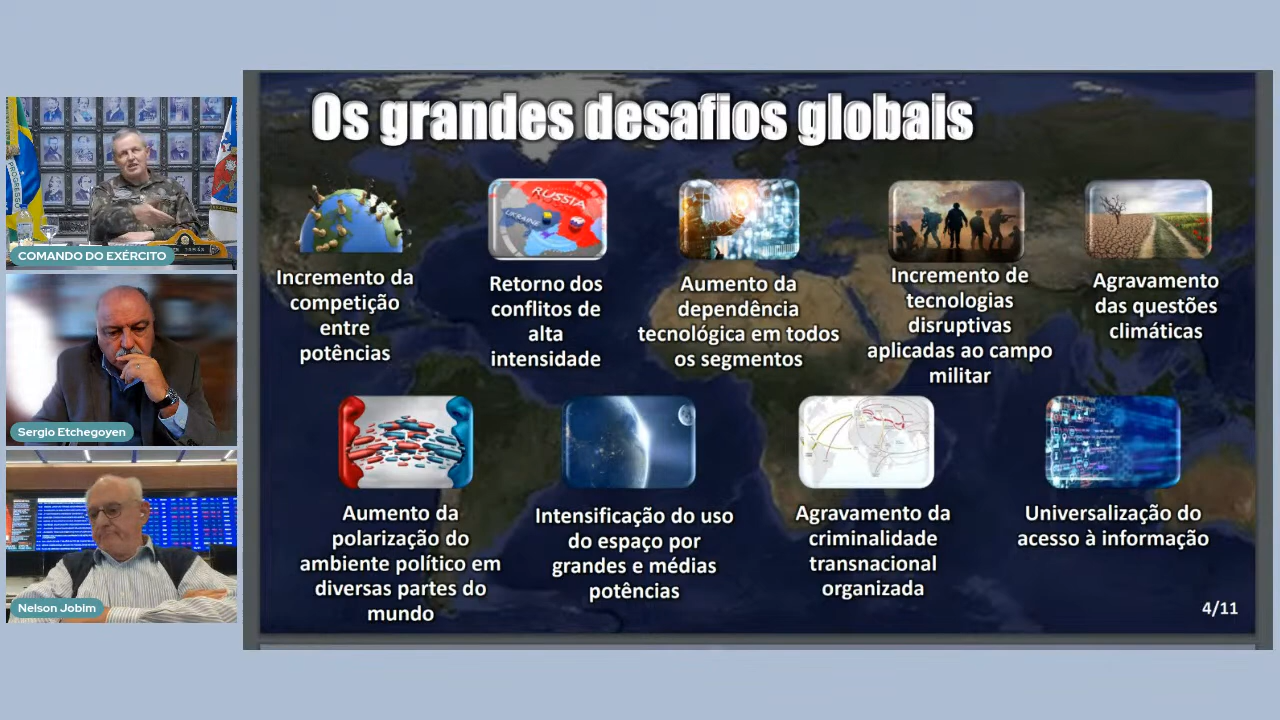 COMANDO DO EXÉRCITO
Sergio Etchegoyen
Nelson Jobim
PROGRESSO
Os grandes desafios globais
Incremento da
competição
entre
potências
RUSSIA
UKRAINE
Retorno dos
conflitos de
alta
intensidade
Aumento da
dependência
tecnológica em todos
os segmentos
Incremento de
tecnologias
disruptivas
aplicadas ao campo
militar
Agravamento
das questões
climáticas
Aumento da
polarização do
ambiente político em
diversas partes do
mundo
Intensificação do uso
do espaço por
grandes e médias
potências
Agravamento da
criminalidade
transnacional
organizada
Universalização do
acesso à informação
4/11